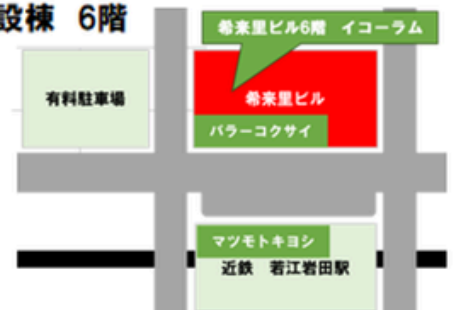 設棟 6階
希来里ビル6階 イコーラム
有料駐車場
希来里ビル
パラーコクサイ
マツモトキヨシ
近鉄 若江岩田駅